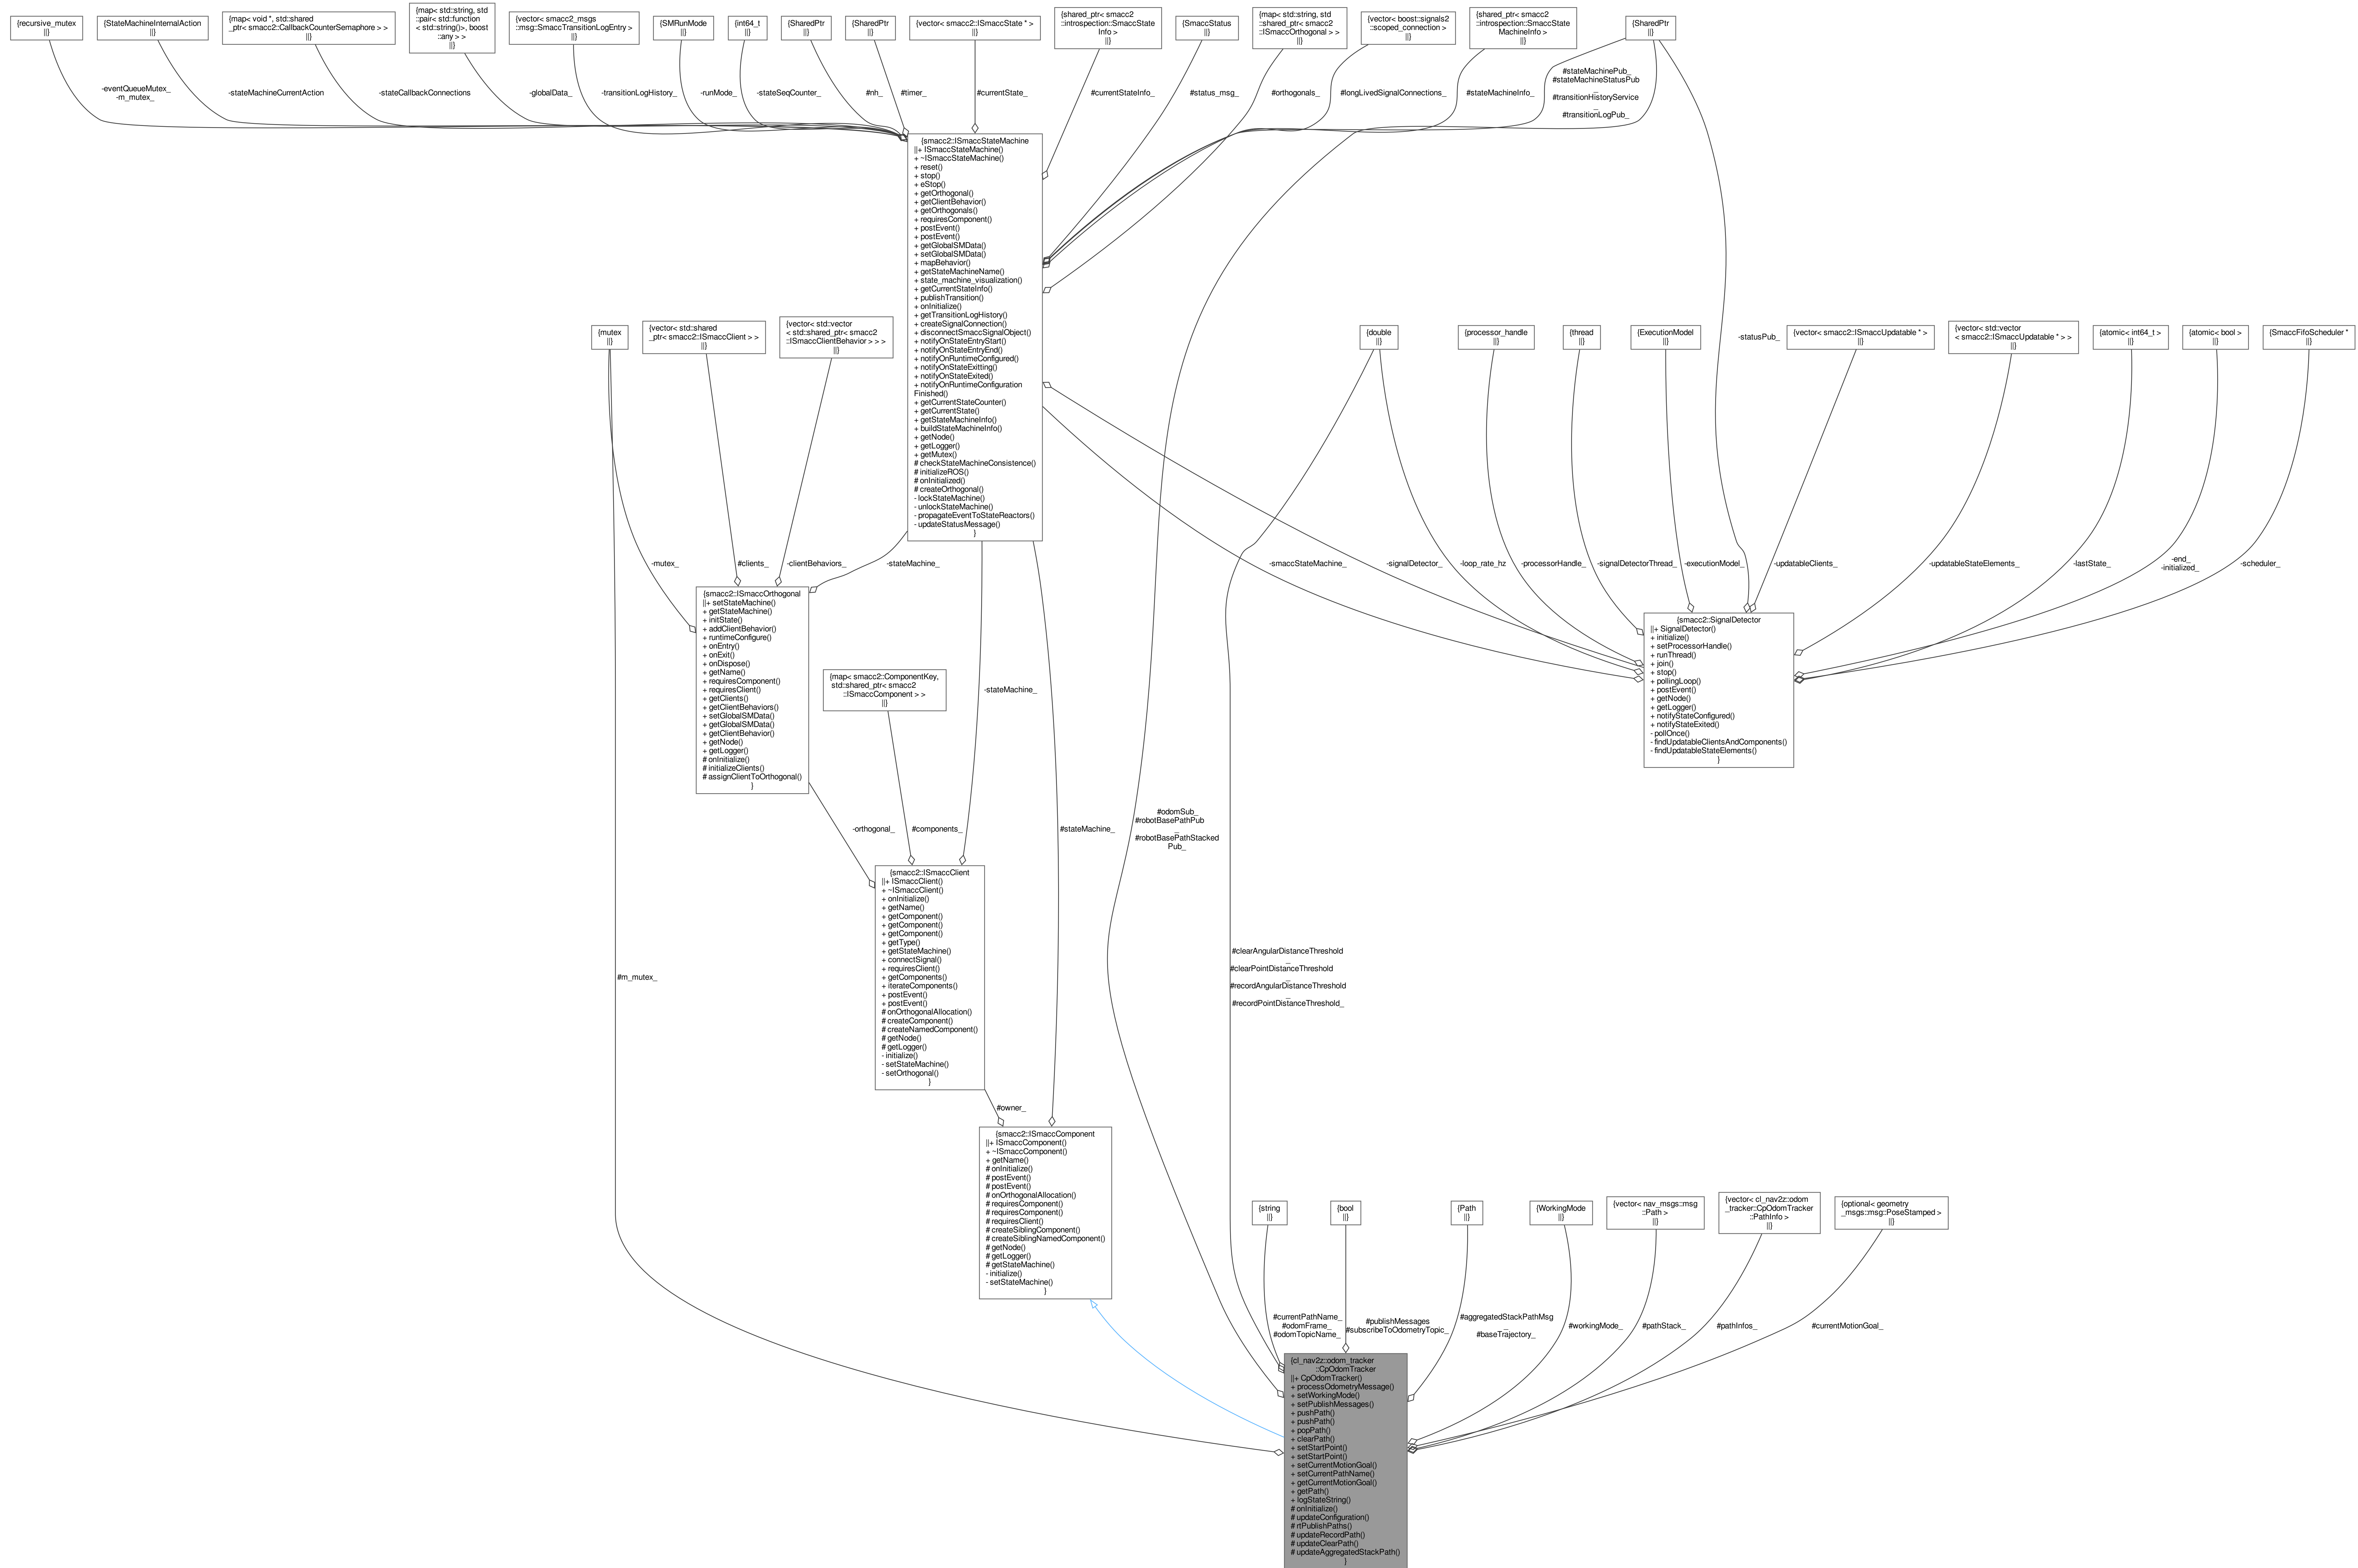 {recursive_mutex
||}
{StateMachineInternalAction
||}
{map< void *, std::shared
_ptr< smacc2::CallbackCounterSemaphore > >
||}
{map< std::string, std
::pair< std::function
< std::string()>, boost
::any > >
||}
{vector< smacc2_msgs
::msg::SmaccTransitionLogEntry >
||}
{SMRunMode
||}
{int64_t
||}
{SharedPtr
||}
{SharedPtr
||}
{vector< smacc2::ISmaccState * >
||}
{shared_ptr< smacc2
::introspection::SmaccState
Info >
||}
{SmaccStatus
||}
{map< std::string, std
::shared_ptr< smacc2
::ISmaccOrthogonal > >
||}
{vector< boost::signals2
::scoped_connection >
||}
{shared_ptr< smacc2
::introspection::SmaccState
MachineInfo >
||}
{SharedPtr
||}
-eventQueueMutex_
-m_mutex_
-stateMachineCurrentAction
-stateCallbackConnections
-globalData_
-transitionLogHistory_
-runMode_
-stateSeqCounter_
#nh_
#timer_
#currentState_
#currentStateInfo_
#status_msg_
#orthogonals_
#longLivedSignalConnections_
#stateMachineInfo_
#stateMachinePub_
#stateMachineStatusPub
_
#transitionHistoryService
_
#transitionLogPub_
{smacc2::ISmaccStateMachine
||+ ISmaccStateMachine()
+ ~ISmaccStateMachine()
+ reset()
+ stop()
+ eStop()
+ getOrthogonal()
+ getClientBehavior()
+ getOrthogonals()
+ requiresComponent()
+ postEvent()
+ postEvent()
+ getGlobalSMData()
+ setGlobalSMData()
+ mapBehavior()
+ getStateMachineName()
+ state_machine_visualization()
+ getCurrentStateInfo()
+ publishTransition()
+ onInitialize()
+ getTransitionLogHistory()
+ createSignalConnection()
+ disconnectSmaccSignalObject()
+ notifyOnStateEntryStart()
+ notifyOnStateEntryEnd()
+ notifyOnRuntimeConfigured()
+ notifyOnStateExitting()
+ notifyOnStateExited()
+ notifyOnRuntimeConfiguration
Finished()
+ getCurrentStateCounter()
+ getCurrentState()
+ getStateMachineInfo()
+ buildStateMachineInfo()
+ getNode()
+ getLogger()
+ getMutex()
# checkStateMachineConsistence()
# initializeROS()
# onInitialized()
# createOrthogonal()
- lockStateMachine()
- unlockStateMachine()
- propagateEventToStateReactors()
- updateStatusMessage()
}
{mutex
||}
{vector< std::shared
_ptr< smacc2::ISmaccClient > >
||}
{vector< std::vector
< std::shared_ptr< smacc2
::ISmaccClientBehavior > > >
||}
{double
||}
{processor_handle
||}
{thread
||}
{ExecutionModel
||}
-statusPub_
{vector< smacc2::ISmaccUpdatable * >
||}
{vector< std::vector
< smacc2::ISmaccUpdatable * > >
||}
{atomic< int64_t >
||}
{atomic< bool >
||}
{SmaccFifoScheduler *
||}
-mutex_
#clients_
-clientBehaviors_
-stateMachine_
-smaccStateMachine_
-signalDetector_
-loop_rate_hz
-processorHandle_
-signalDetectorThread_
-executionModel_
-updatableClients_
-updatableStateElements_
-lastState_
-end_
-initialized_
-scheduler_
{smacc2::ISmaccOrthogonal
||+ setStateMachine()
+ getStateMachine()
+ initState()
+ addClientBehavior()
+ runtimeConfigure()
+ onEntry()
+ onExit()
+ onDispose()
+ getName()
+ requiresComponent()
+ requiresClient()
+ getClients()
+ getClientBehaviors()
+ setGlobalSMData()
+ getGlobalSMData()
+ getClientBehavior()
+ getNode()
+ getLogger()
# onInitialize()
# initializeClients()
# assignClientToOrthogonal()
}
{smacc2::SignalDetector
||+ SignalDetector()
+ initialize()
+ setProcessorHandle()
+ runThread()
+ join()
+ stop()
+ pollingLoop()
+ postEvent()
+ getNode()
+ getLogger()
+ notifyStateConfigured()
+ notifyStateExited()
- pollOnce()
- findUpdatableClientsAndComponents()
- findUpdatableStateElements()
}
{map< smacc2::ComponentKey,
std::shared_ptr< smacc2
::ISmaccComponent > >
||}
-stateMachine_
-orthogonal_
#components_
#stateMachine_
#odomSub_
#robotBasePathPub
_
#robotBasePathStacked
Pub_
{smacc2::ISmaccClient
||+ ISmaccClient()
+ ~ISmaccClient()
+ onInitialize()
+ getName()
+ getComponent()
+ getComponent()
+ getComponent()
+ getType()
+ getStateMachine()
+ connectSignal()
+ requiresClient()
+ getComponents()
+ iterateComponents()
+ postEvent()
+ postEvent()
# onOrthogonalAllocation()
# createComponent()
# createNamedComponent()
# getNode()
# getLogger()
- initialize()
- setStateMachine()
- setOrthogonal()
}
#m_mutex_
#clearAngularDistanceThreshold
_
#clearPointDistanceThreshold
_
#recordAngularDistanceThreshold
_
#recordPointDistanceThreshold_
#owner_
{smacc2::ISmaccComponent
||+ ISmaccComponent()
+ ~ISmaccComponent()
+ getName()
# onInitialize()
# postEvent()
# postEvent()
# onOrthogonalAllocation()
# requiresComponent()
# requiresComponent()
# requiresClient()
# createSiblingComponent()
# createSiblingNamedComponent()
# getNode()
# getLogger()
# getStateMachine()
- initialize()
- setStateMachine()
}
{string
||}
{bool
||}
{Path
||}
{WorkingMode
||}
{vector< nav_msgs::msg
::Path >
||}
{vector< cl_nav2z::odom
_tracker::CpOdomTracker
::PathInfo >
||}
{optional< geometry
_msgs::msg::PoseStamped >
||}
#currentPathName_
#odomFrame_
#odomTopicName_
#publishMessages
#subscribeToOdometryTopic_
#aggregatedStackPathMsg
_
#baseTrajectory_
#workingMode_
#pathStack_
#pathInfos_
#currentMotionGoal_
{cl_nav2z::odom_tracker
::CpOdomTracker
||+ CpOdomTracker()
+ processOdometryMessage()
+ setWorkingMode()
+ setPublishMessages()
+ pushPath()
+ pushPath()
+ popPath()
+ clearPath()
+ setStartPoint()
+ setStartPoint()
+ setCurrentMotionGoal()
+ setCurrentPathName()
+ getCurrentMotionGoal()
+ getPath()
+ logStateString()
# onInitialize()
# updateConfiguration()
# rtPublishPaths()
# updateRecordPath()
# updateClearPath()
# updateAggregatedStackPath()
}